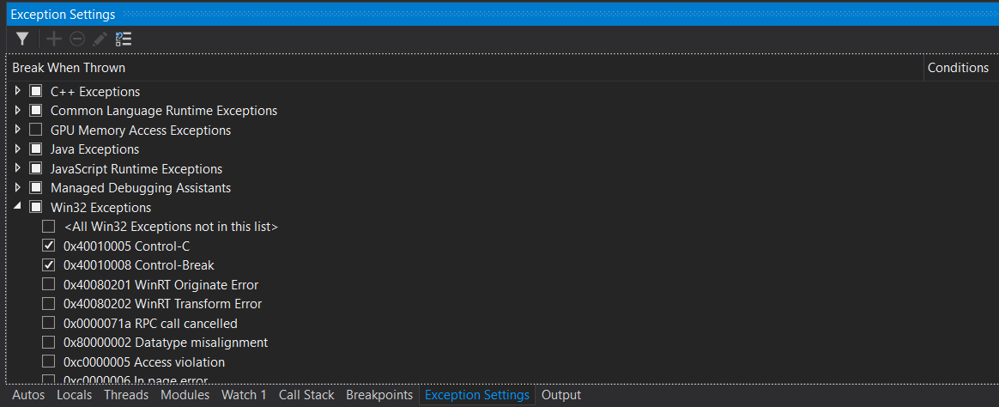 Exception Settings
Break When Thrown Conditions
C++ Exceptions
Common Language Runtime Exceptions
GPU Memory Access Exceptions
Java Exceptions
JavaScript Runtime Exceptions
Managed Debugging Assistants
Win32 Exceptions
<All Win32 Exceptions not in this list>
0x40010005 Control-C
0x40010008 Control-Break
0x40080201 WinRT Originate Error
0x40080202 WinRT Transform Error
0x0000071a RPC call cancelled
0x80000002 Datatype misalignment
0xc0000005 Access violation
0xc0000006 In page error
Autos Locals Threads Modules Watch 1 Call Stack Breakpoints Exception Settings Output